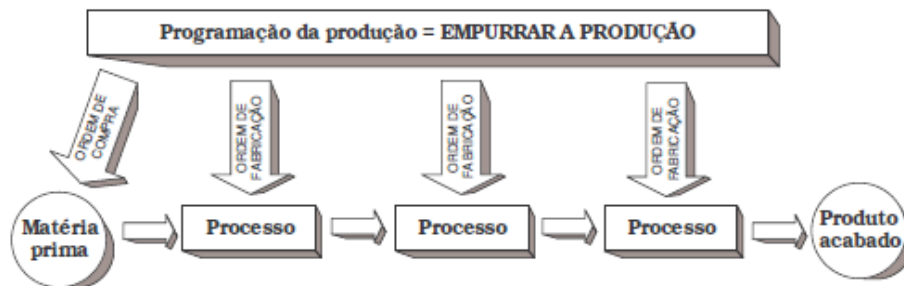 Programação da produção = EMPURRAR A PRODUÇÃO
ORDEM DE
COMPRA
ORDEM DE
FABRICAÇÃO
ORDEM DE
FABRICAÇÃO
ORDEM DE
FABRICAÇÃO
Matéria
prima
Processo
Processo
Processo
Produto
acabado